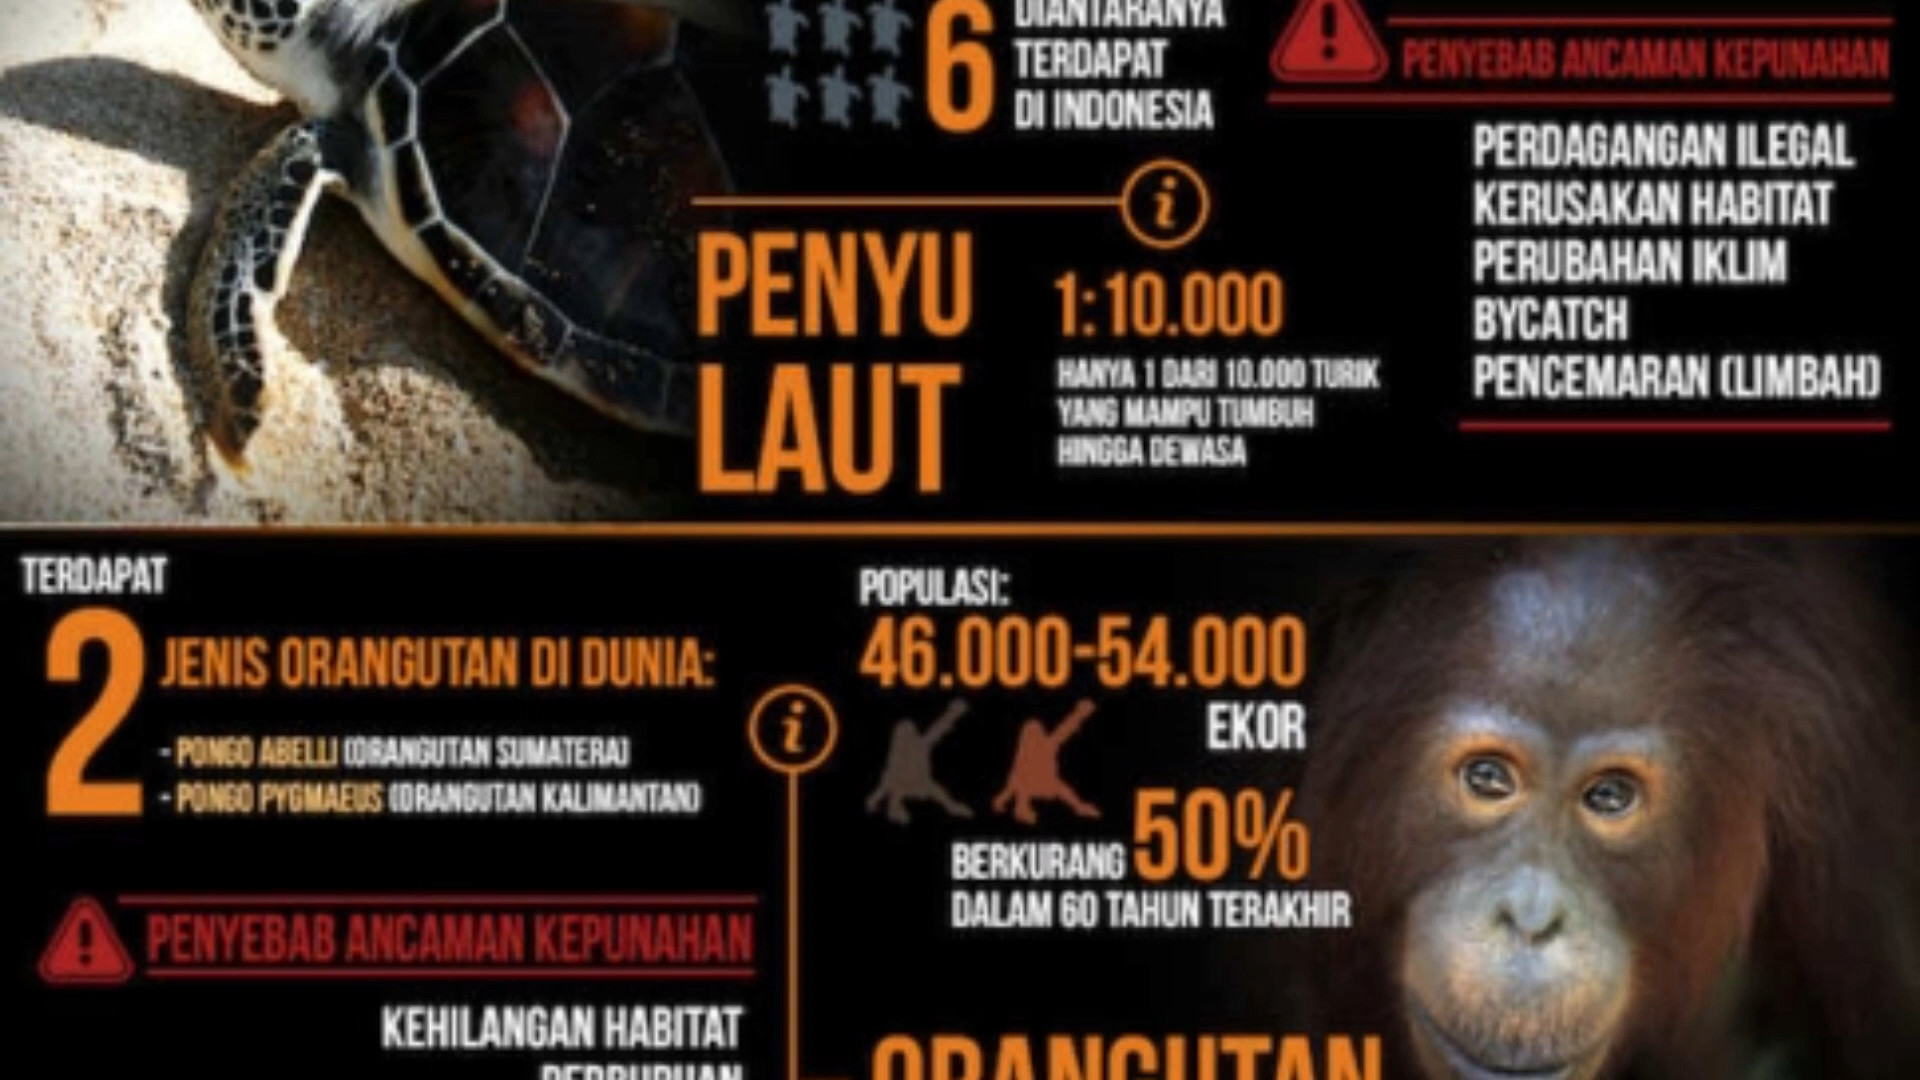 6
DIANTARANYA
TERDAPAT
DI INDONESIA
PENYEBAB ANCAMAN KEPUNAHAN
PERDAGANGAN ILEGAL
KERUSAKAN HABITAT
PERUBAHAN IKLIM
BYCATCH
PENCEMARAN (LIMBAH)
i
PENYU
LAUT
1:10.000
HANYA 1 DARI 10.000 TURIK
YANG MAMPU TUMBUH
HINGGA DEWASA
TERDAPAT
2 JENIS ORANGUTAN DI DUNIA:
- PONGO ABELLI (ORANGUTAN SUMATERA)
- PONGO PYGMAEUS (ORANGUTAN KALIMANTAN)
i
POPULASI:
46.000-54.000
EKOR
BERKURANG 50%
DALAM 60 TAHUN TERAKHIR
PENYEBAB ANCAMAN KEPUNAHAN
KEHILANGAN HABITAT
PERBURUAN
ORANGUTAN